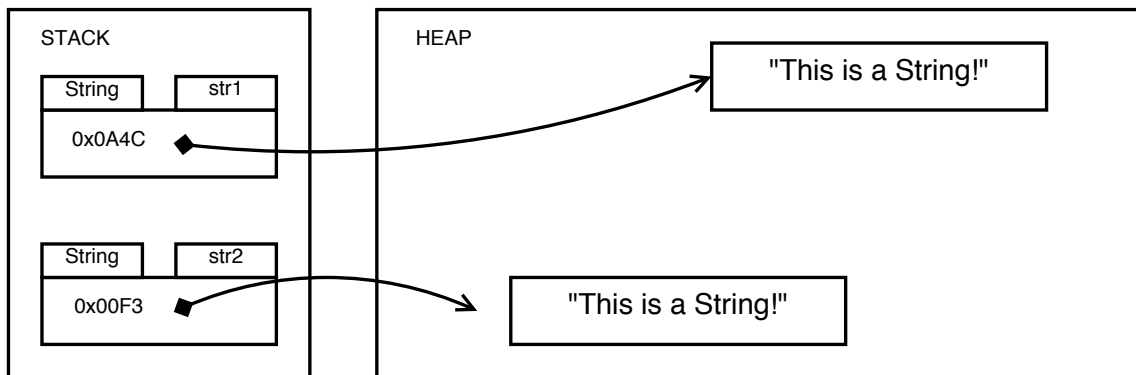 STACK
String
str1
0x0A4C
String
str2
0x00F3
HEAP
"This is a String!"
"This is a String!"